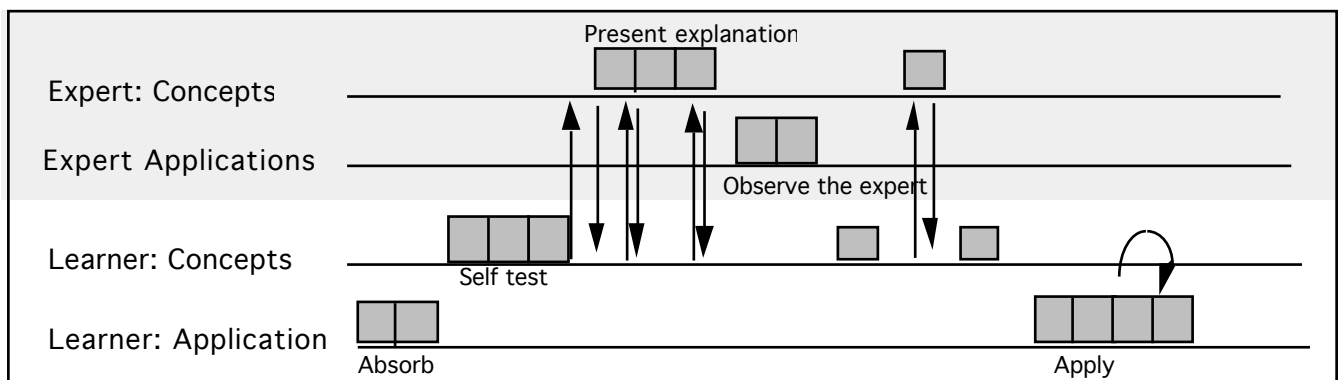 Present explanation
Expert: Concepts
Expert Applications
Observe the expert
Learner: Concepts
Self test
Learner: Application
Absorb
Apply